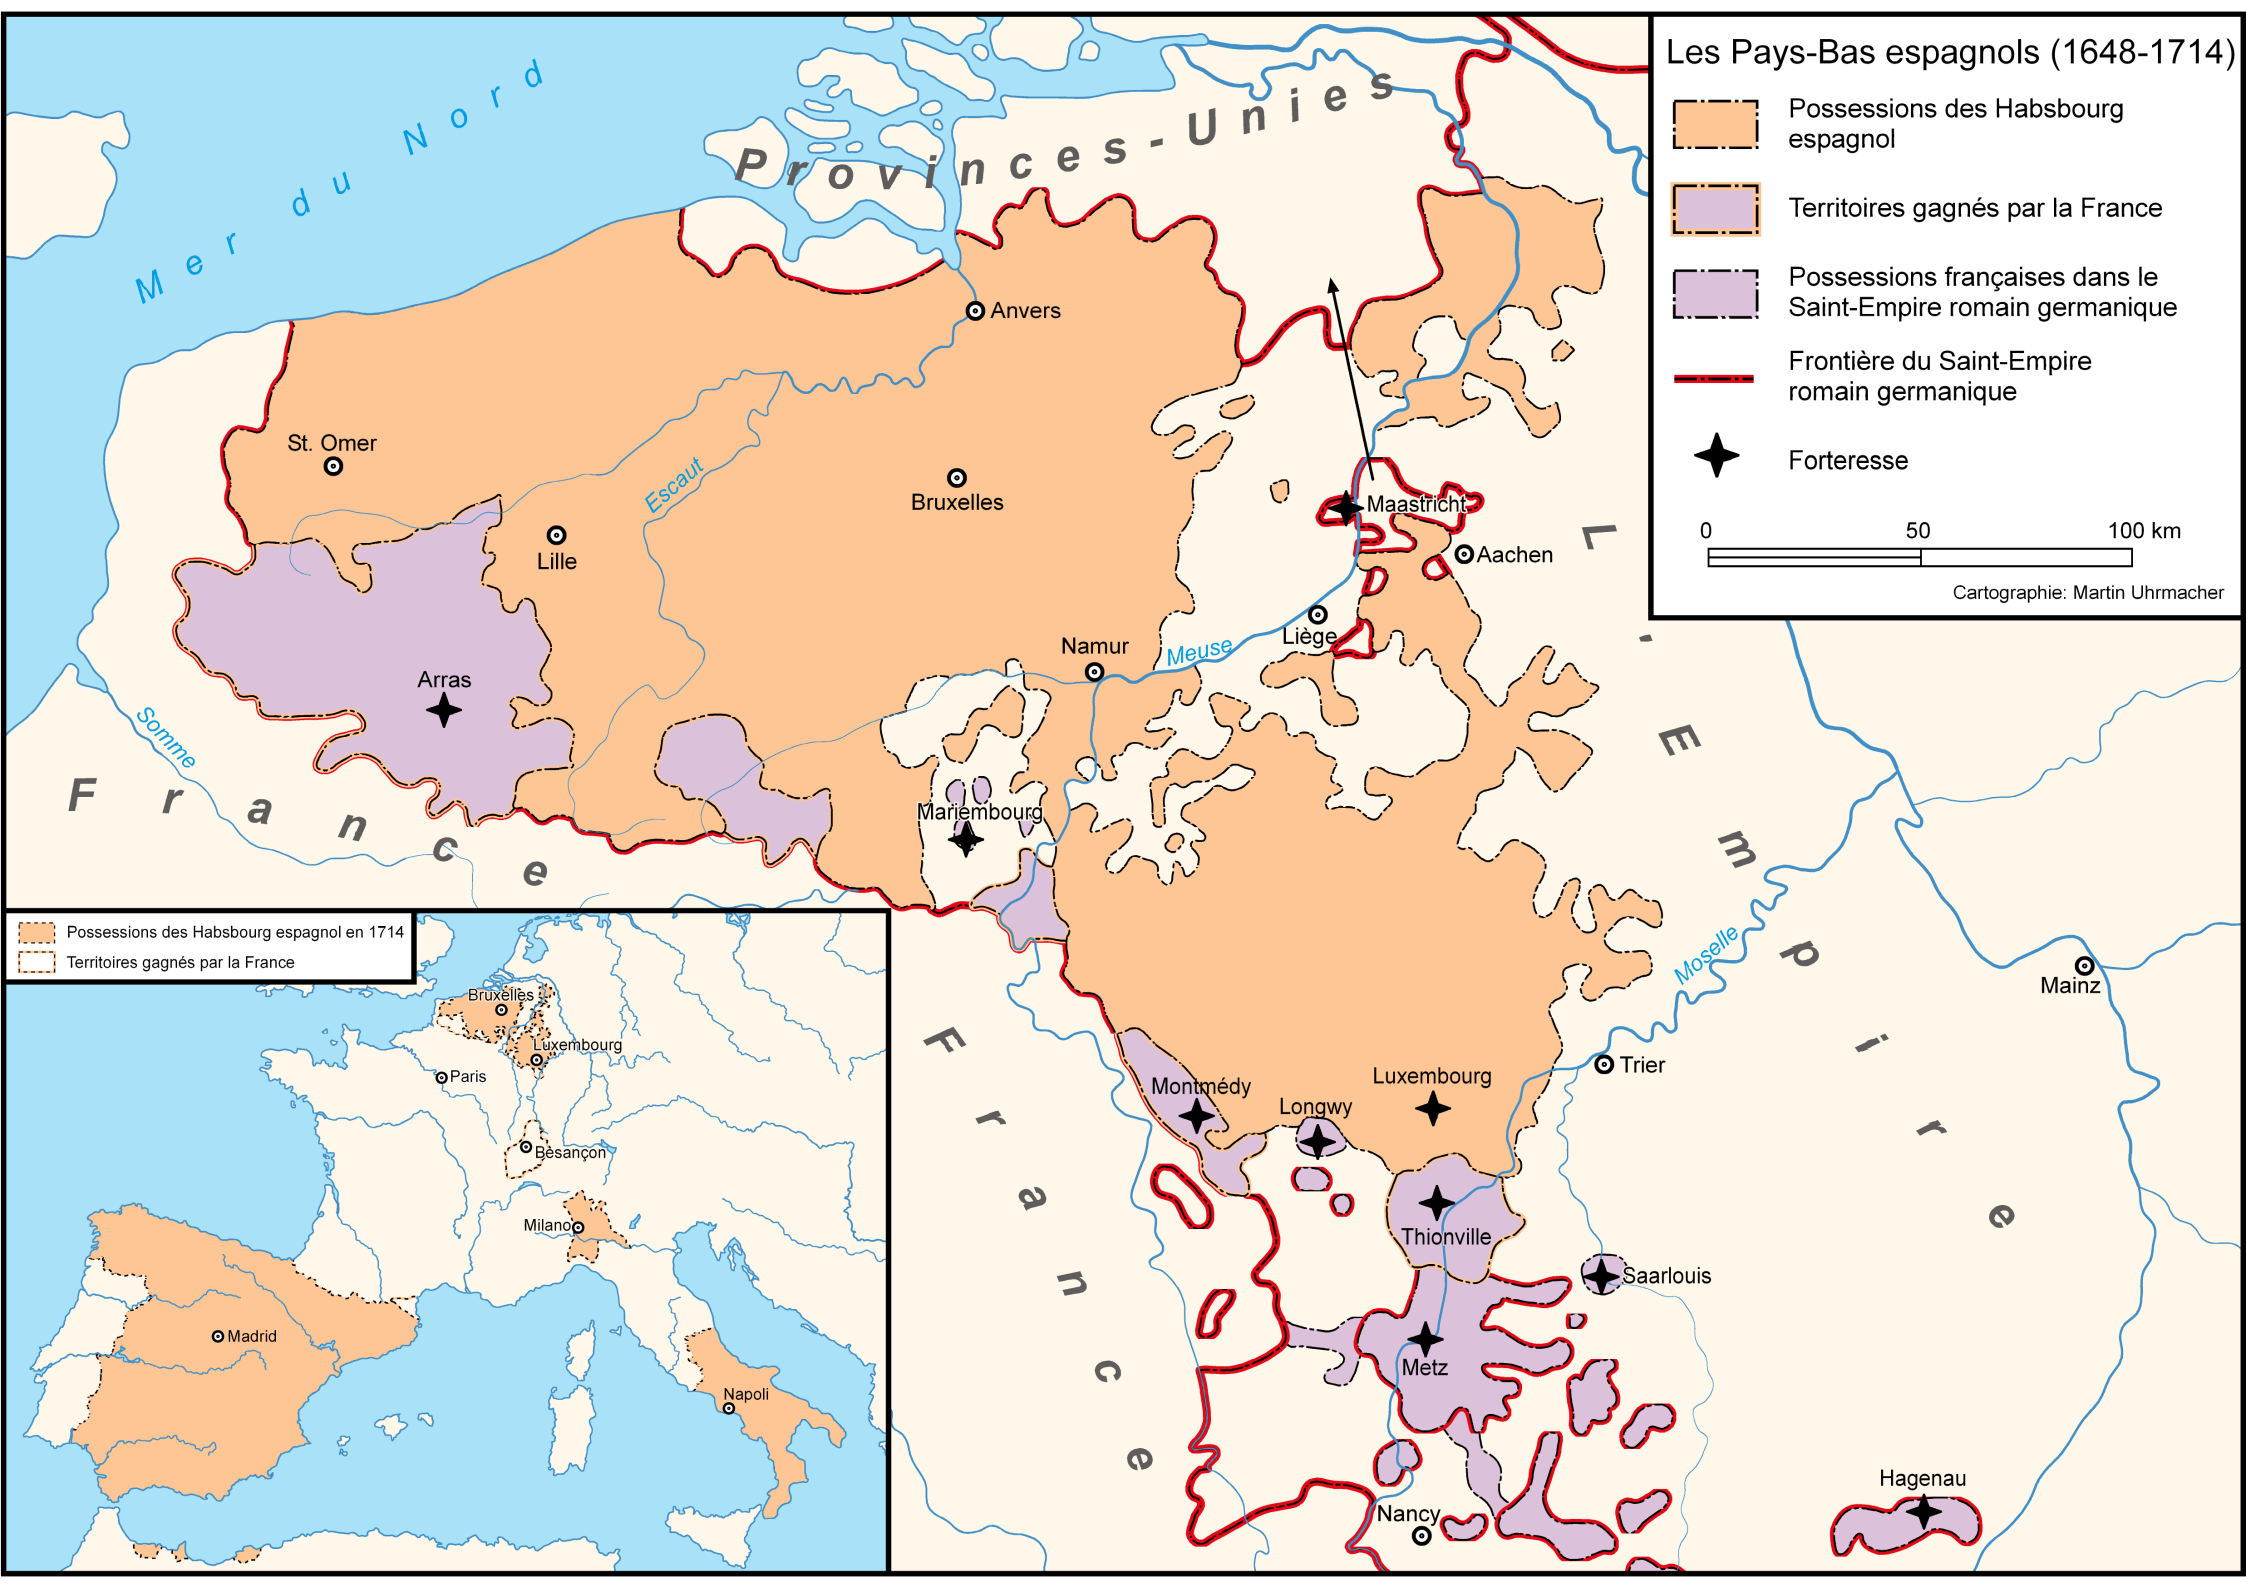 Les Pays-Bas espagnols (1648-1714)
Possessions des Habsbourg
espagnol
Territoires gagnés par la France
Possessions françaises dans le
Saint-Empire romain germanique
Frontière du Saint-Empire
romain germanique
Forteresse
0 50 100 km
Cartographie: Martin Uhrmacher
Mer du Nord
Provinces-Unies
Anvers
St. Omer
Escaut
Bruxelles
Maastricht
Lille
Aachen
Liège
Namur
Meuse
Arras
Somme
France
Mariembourg
L'Empire
Moselle
Mainz
Trier
France
Montmédy
Longwy
Luxembourg
Thionville
Saarlouis
Metz
Nancy
Hagenau
Possessions des Habsbourg espagnol en 1714
Territoires gagnés par la France
Bruxelles
Luxembourg
Paris
Besançon
Milano
Madrid
Napoli